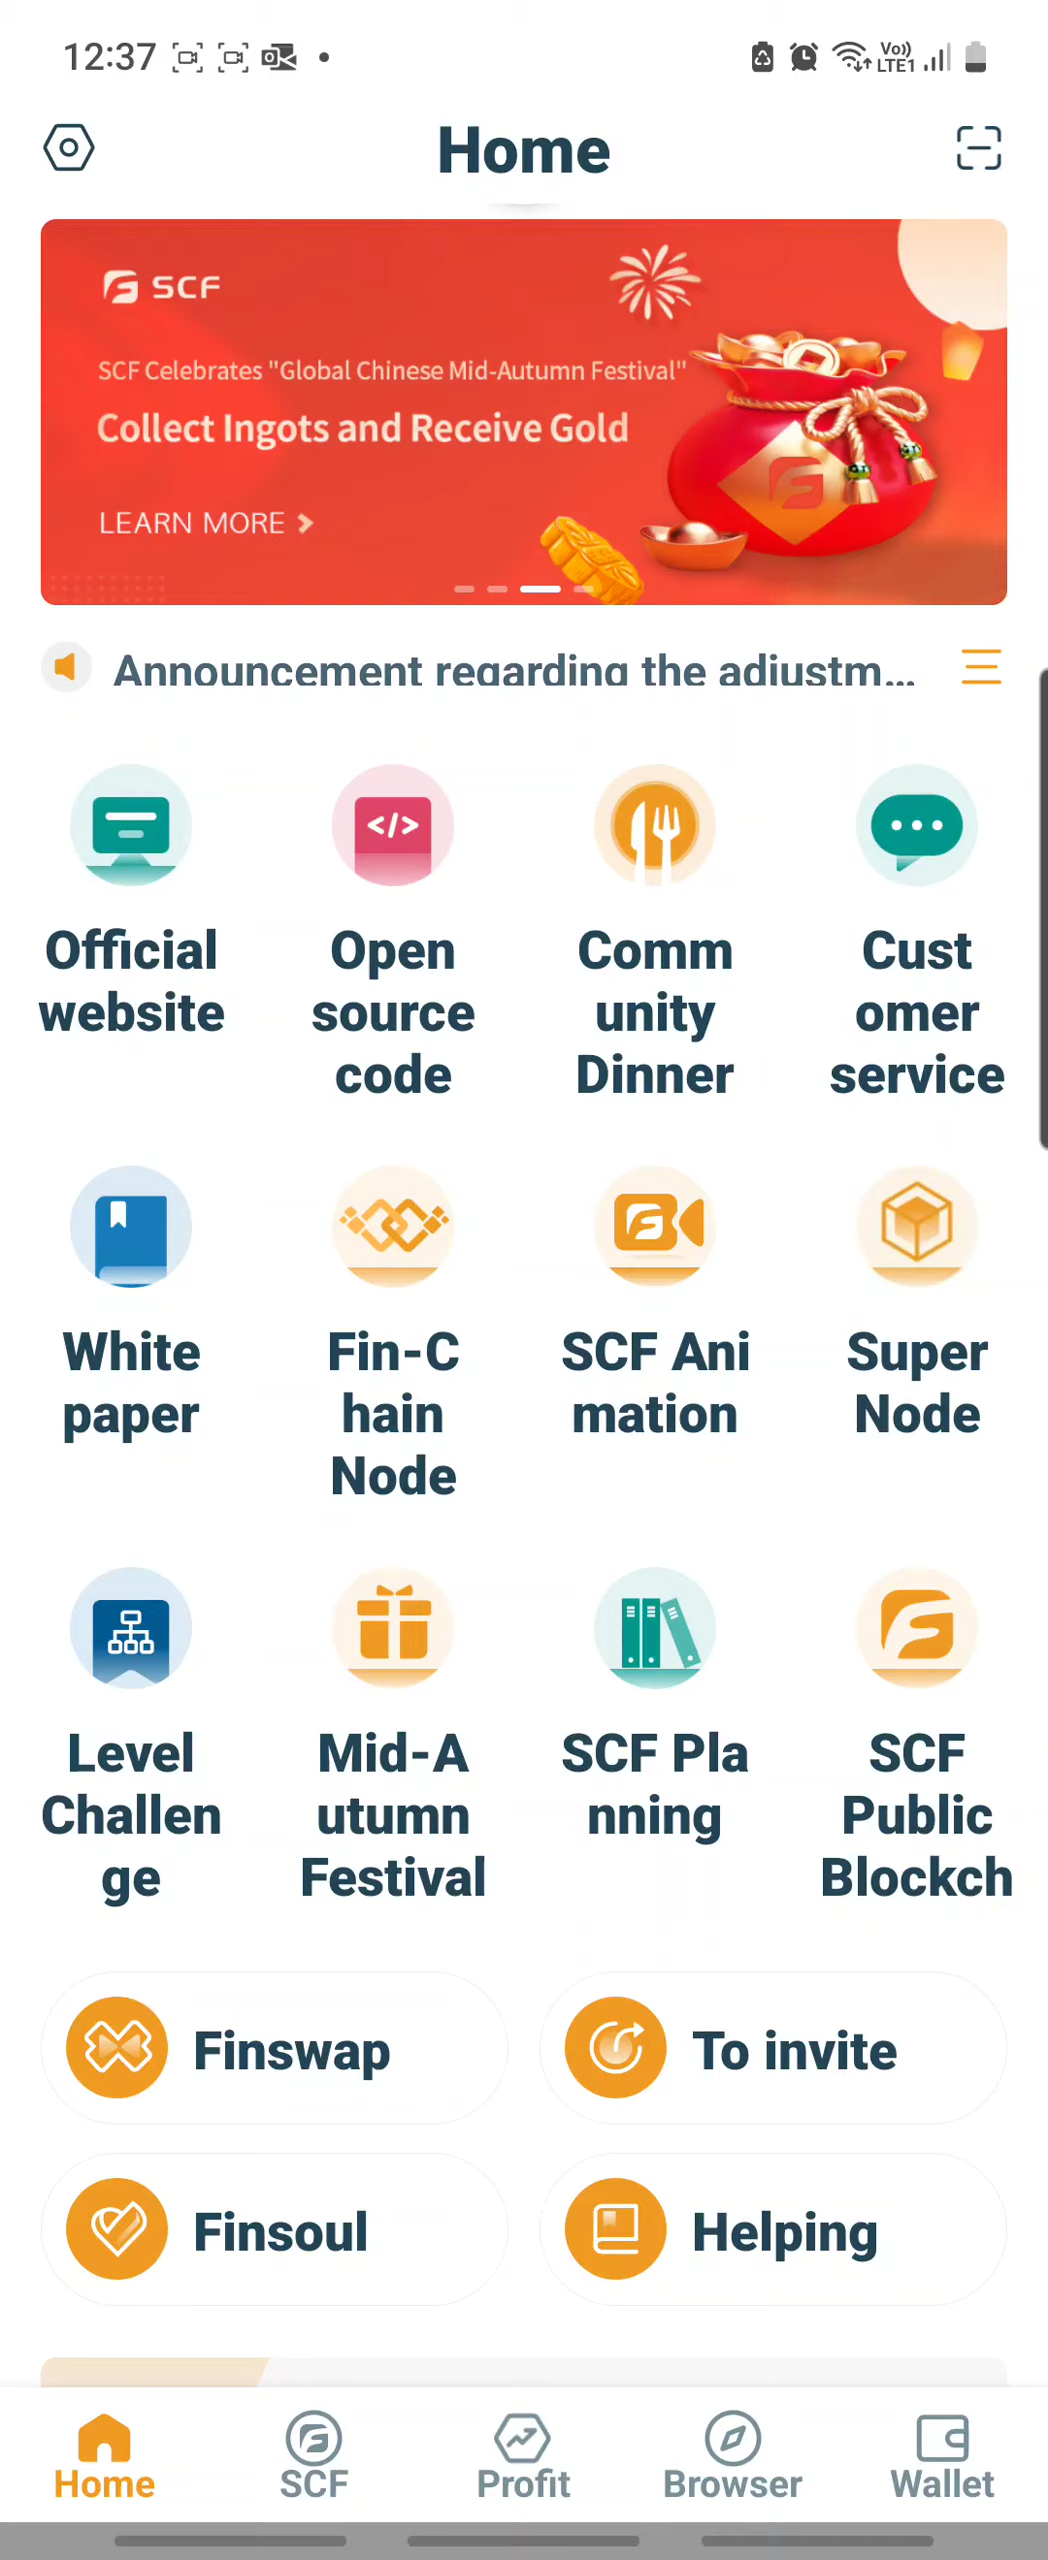 12:37
Vo))
LTE1
Home
SCF
SCF Celebrates "Global Chinese Mid-Autumn Festival"
Collect Ingots and Receive Gold
LEARN MORE
Announcement regarding the adjustm...
Official
website
Open
source
code
Comm
unity
Dinner
Cust
omer
service
White
paper
Fin-C
hain
Node
SCF Ani
mation
Super
Node
Level
Challen
ge
Mid-A
utumn
Festival
SCF Pla
nning
SCF
Public
Blockch
Finswap
To invite
Finsoul
Helping
Home
SCF
Profit
Browser
Wallet